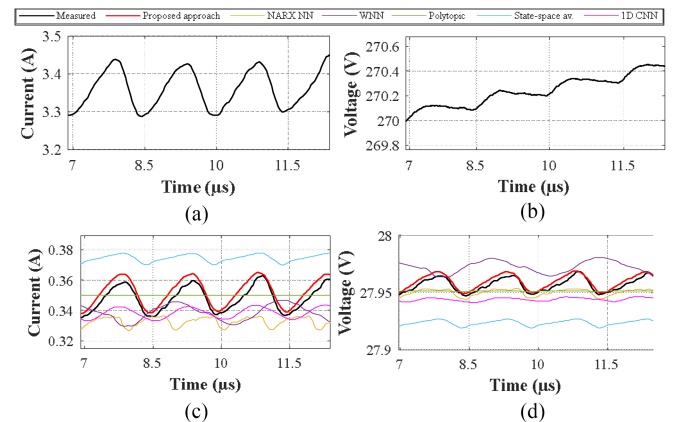 Measured Proposed approach NARX NN WNN Polytopic State-space av. 1D CNN
Current (A)
3.5
3.4
3.3
3.2
7 8.5 10 11.5
Time (µs)
(a)
Voltage (V)
270.4
270.2
270
269.8
7 8.5 10 11.5
Time (µs)
(b)
Current (A)
0.38
0.36
0.34
0.32
7 8.5 10 11.5
Time (µs)
(c)
Voltage (V)
28
27.95
27.9
7 8.5 10 11.5
Time (µs)
(d)